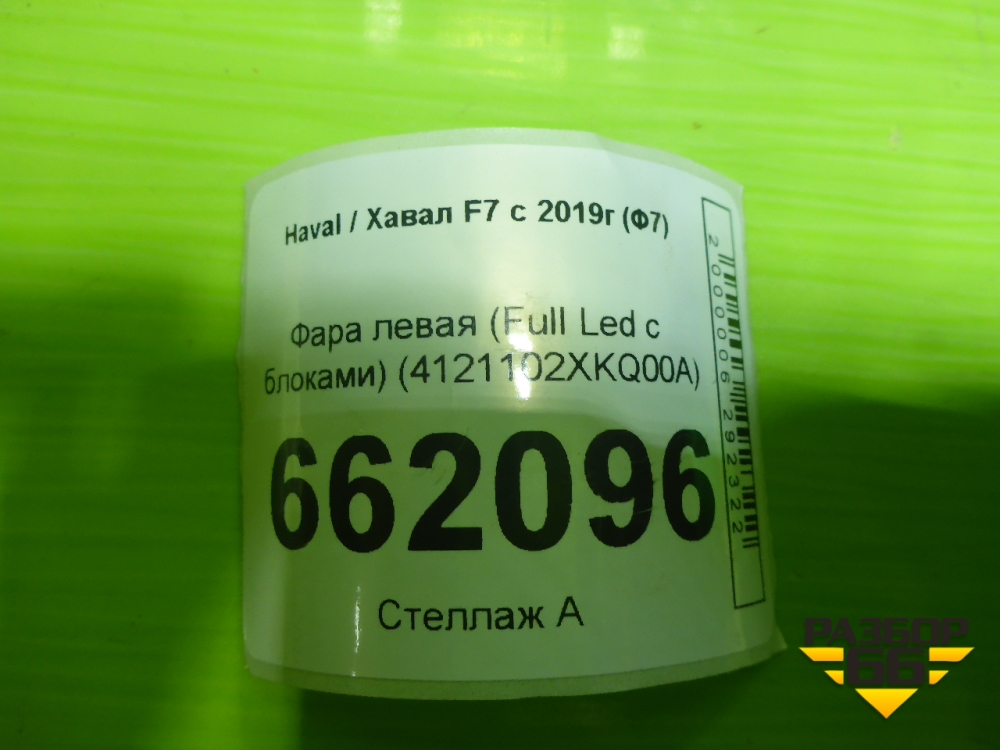 Haval / Хавал F7 с 2019г (Ф7)
Фара левая (Full Led с
блоками) (4121102XKQ00A)
662096
Стеллаж А
2000006292322
РАЗБОР
66